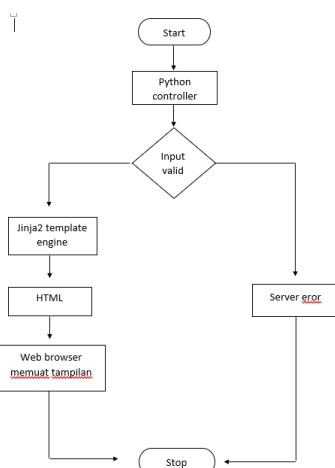 Start
Python
controller
Input
valid
Jinja2 template
engine
HTML
Server eror
Web browser
memuat tampilan
Stop